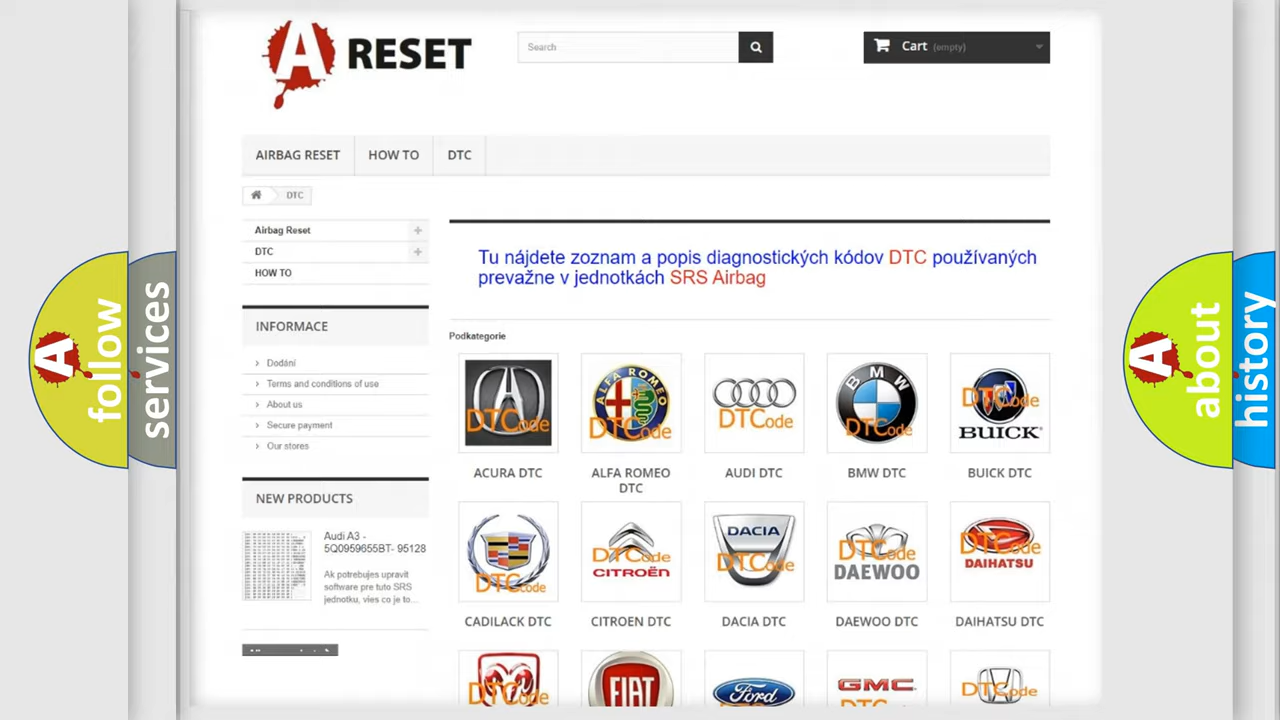 A RESET
Search
Cart (empty)
AIRBAG RESET
HOW TO
DTC
DTC
Airbag Reset
DTC
HOW TO
Tu nájdete zoznam a popis diagnostických kódov DTC používaných
prevažne v jednotkách SRS Airbag
INFORMACE
Dodání
Terms and conditions of use
About us
Secure payment
Our stores
NEW PRODUCTS
Audi A3 -
5Q0959655BT- 95128
Ak potrebujes upravit
software pre tuto SRS
jednotku, vies co je to...
Podkategorie
DTCode
ALFA ROMEO
DTCode
DTCode
BMW
DTCode
DTCode
BUICK
ACURA DTC
ALFA ROMEO
DTC
AUDI DTC
BMW DTC
BUICK DTC
DTCode
DTCode
CITROËN
DACIA
DTCode
DTCode
DAEWOO
DTCode
DAIHATSU
CADILACK DTC
CITROEN DTC
DACIA DTC
DAEWOO DTC
DAIHATSU DTC
DTCode
FIAT
Ford
GMC
DTCode
A
follow
services
A
about
history